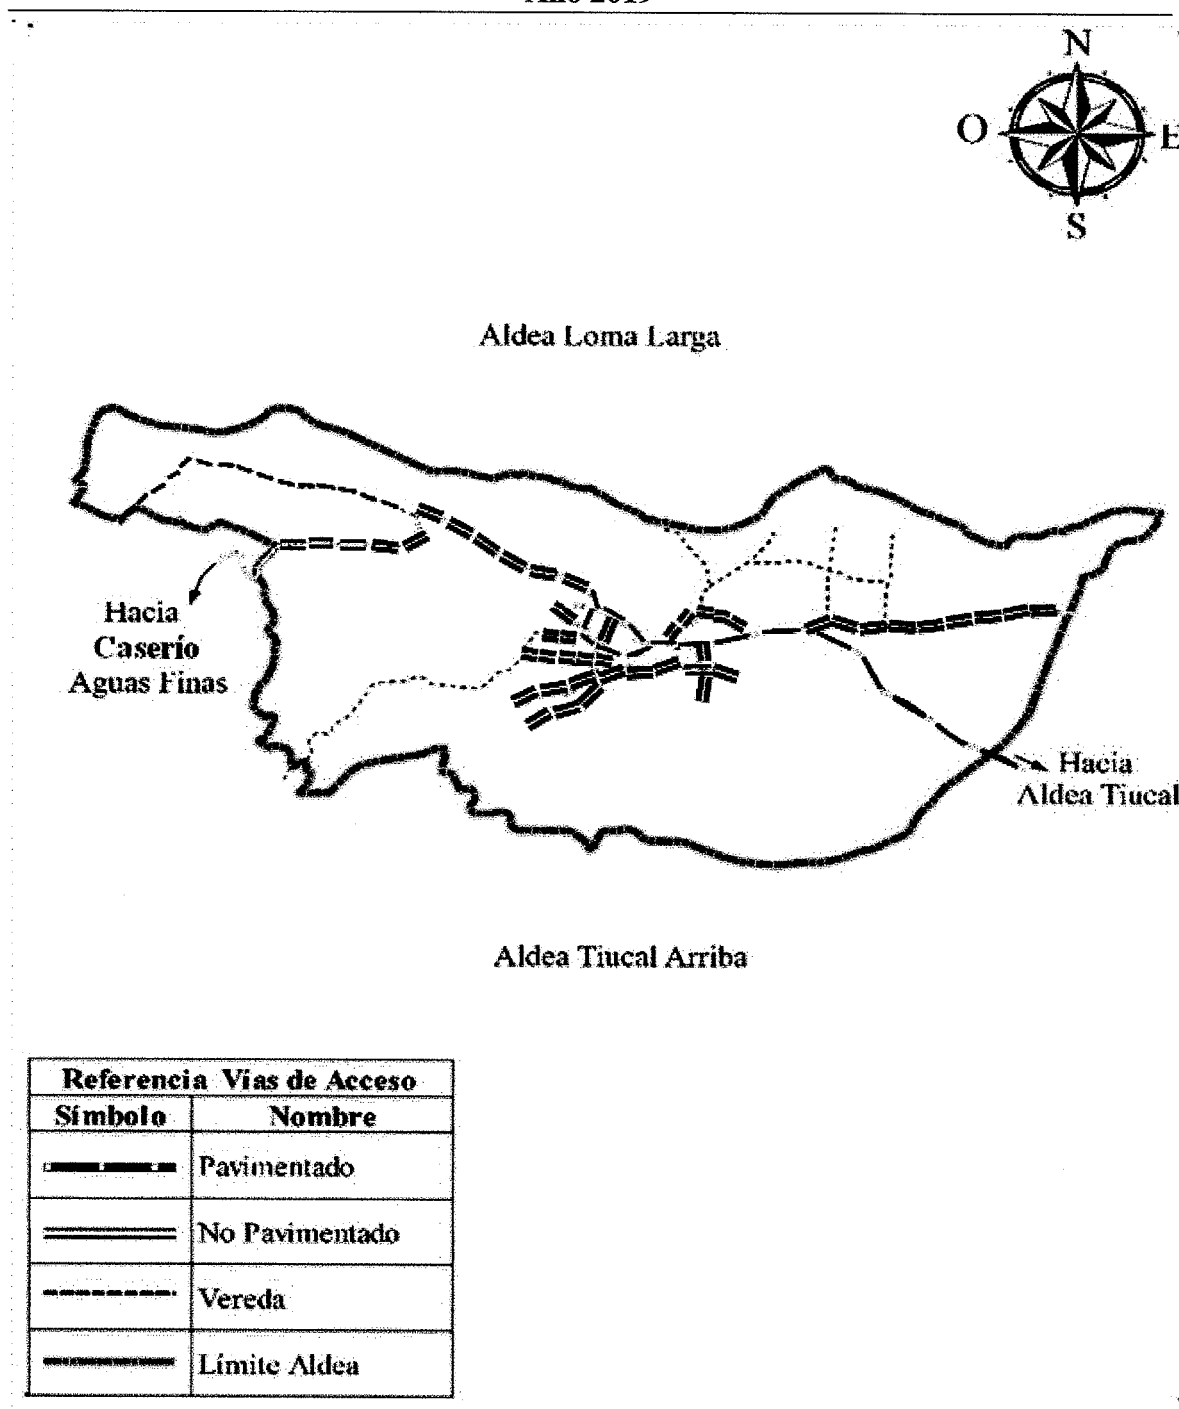 N
O
E
S
Aldea Loma Larga
Hacia
Caserío
Aguas Finas
Hacia
Aldea Tiucal
Aldea Tiucal Arriba
Referencia Vías de Acceso
Símbolo Nombre
Pavimentado
No Pavimentado
Vereda
Límite Aldea